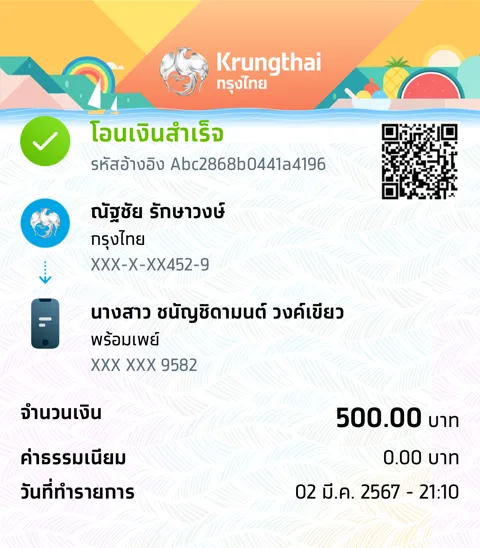 Krungthai
กรุงไทย
โอนเงินสำเร็จ
รหัสอ้างอิง Abc2868b0441a4196
ณัฐชัย รักษาวงษ์
กรุงไทย
XXX-X-XX452-9
นางสาว ชนัญชิดามนต์ วงค์เขียว
พร้อมเพย์
XXX XXX 9582
จำนวนเงิน 500.00 บาท
ค่าธรรมเนียม 0.00 บาท
วันที่ทำรายการ 02 มี.ค. 2567 - 21:10